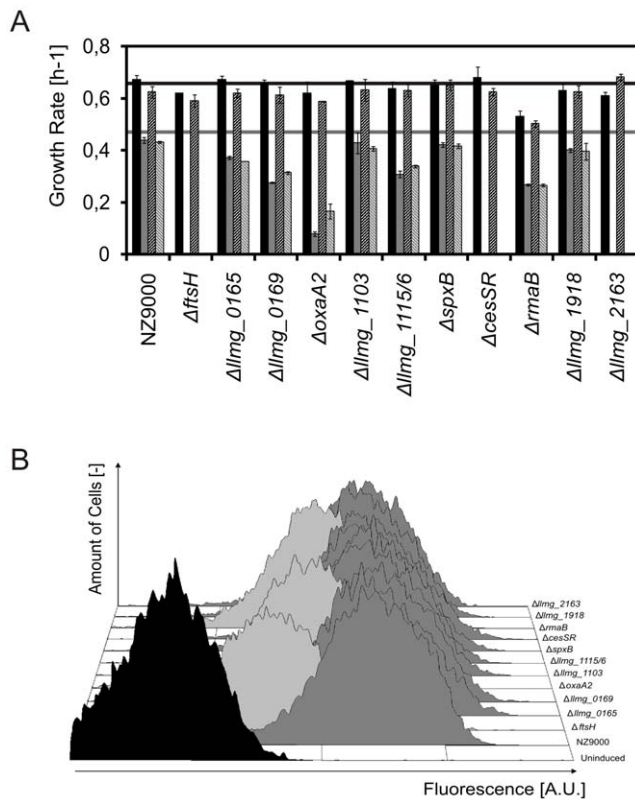 A
Growth Rate [h-1]
0,8
0,6
0,4
0,2
0
NZ9000
ΔftsH
Δllmg_0165
Δllmg_0169
ΔoxaA2
Δllmg_1103
Δllmg_1115/6
ΔspxB
ΔcesSR
ΔrmaB
Δllmg_1918
Δllmg_2163
B
Amount of Cells [-]
Δllmg_2163
Δllmg_1918
ΔrmaB
ΔcesSR
ΔspxB
Δllmg_1115/6
Δllmg_1103
ΔoxaA2
Δllmg_0169
Δllmg_0165
ΔftsH
NZ9000
Uninduced
Fluorescence [A.U.]